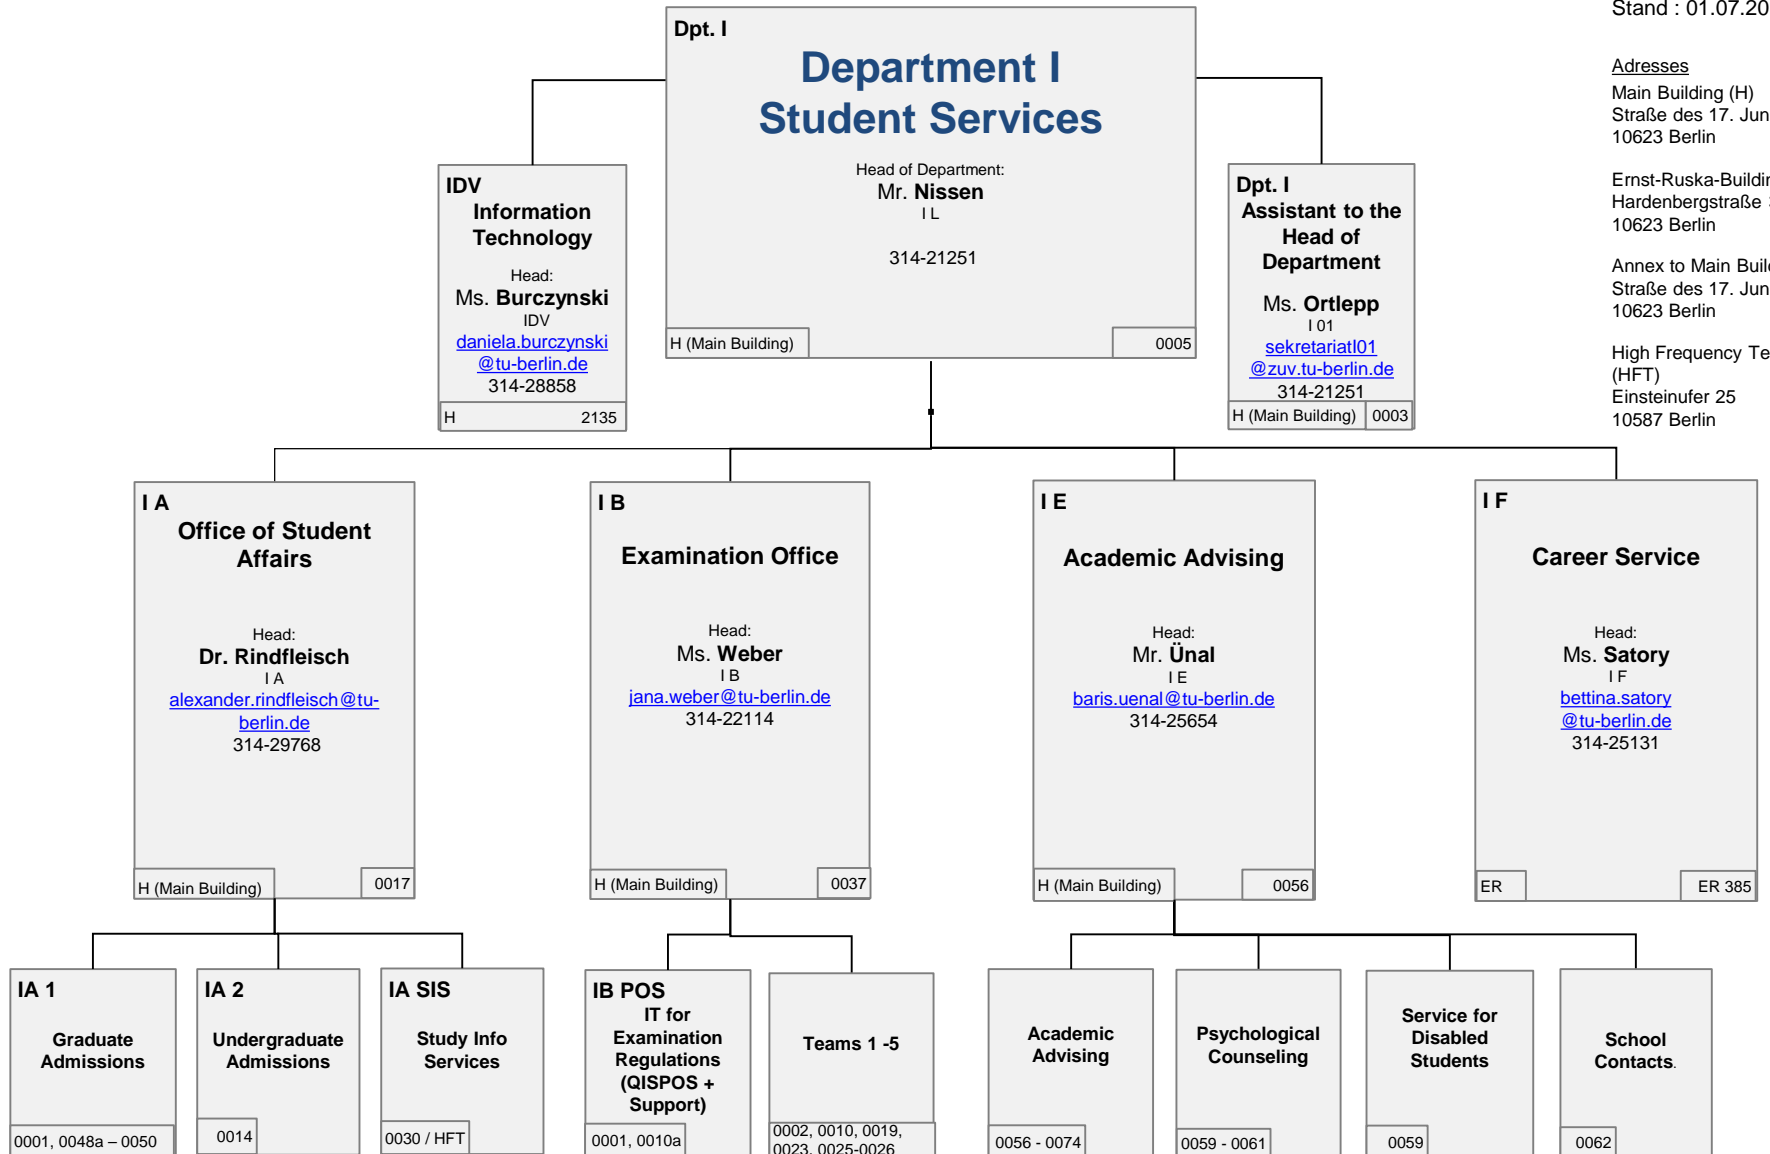 Stand : 01.07.20
Dpt. I
Department I
Student Services
Head of Department:
Mr. Nissen
I L
314-21251
H (Main Building)
0005
Adresses
Main Building (H)
Straße des 17. Jun
10623 Berlin
Ernst-Ruska-Buildin
Hardenbergstraße
10623 Berlin
Annex to Main Build
Straße des 17. Jun
10623 Berlin
High Frequency Te
(HFT)
Einsteinufer 25
10587 Berlin
IDV
Information
Technology
Head:
Ms. Burczynski
IDV
daniela.burczynski
@tu-berlin.de
314-28858
H
2135
Dpt. I
Assistant to the
Head of
Department
Ms. Ortlepp
I 01
sekretariatI01
@zuv.tu-berlin.de
314-21251
H (Main Building)
0003
I A
Office of Student
Affairs
Head:
Dr. Rindfleisch
I A
alexander.rindfleisch@tu-
berlin.de
314-29768
H (Main Building)
0017
I B
Examination Office
Head:
Ms. Weber
I B
jana.weber@tu-berlin.de
314-22114
H (Main Building)
0037
I E
Academic Advising
Head:
Mr. Ünal
I E
baris.uenal@tu-berlin.de
314-25654
H (Main Building)
0056
I F
Career Service
Head:
Ms. Satory
I F
bettina.satory
@tu-berlin.de
314-25131
ER
ER 385
IA 1
Graduate
Admissions
0001, 0048a – 0050
IA 2
Undergraduate
Admissions
0014
IA SIS
Study Info
Services
0030 / HFT
IB POS
IT for
Examination
Regulations
(QISPOS +
Support)
0001, 0010a
Teams 1 -5
0002, 0010, 0019,
0023, 0025-0026
Academic
Advising
0056 - 0074
Psychological
Counseling
0059 - 0061
Service for
Disabled
Students
0059
School
Contacts.
0062